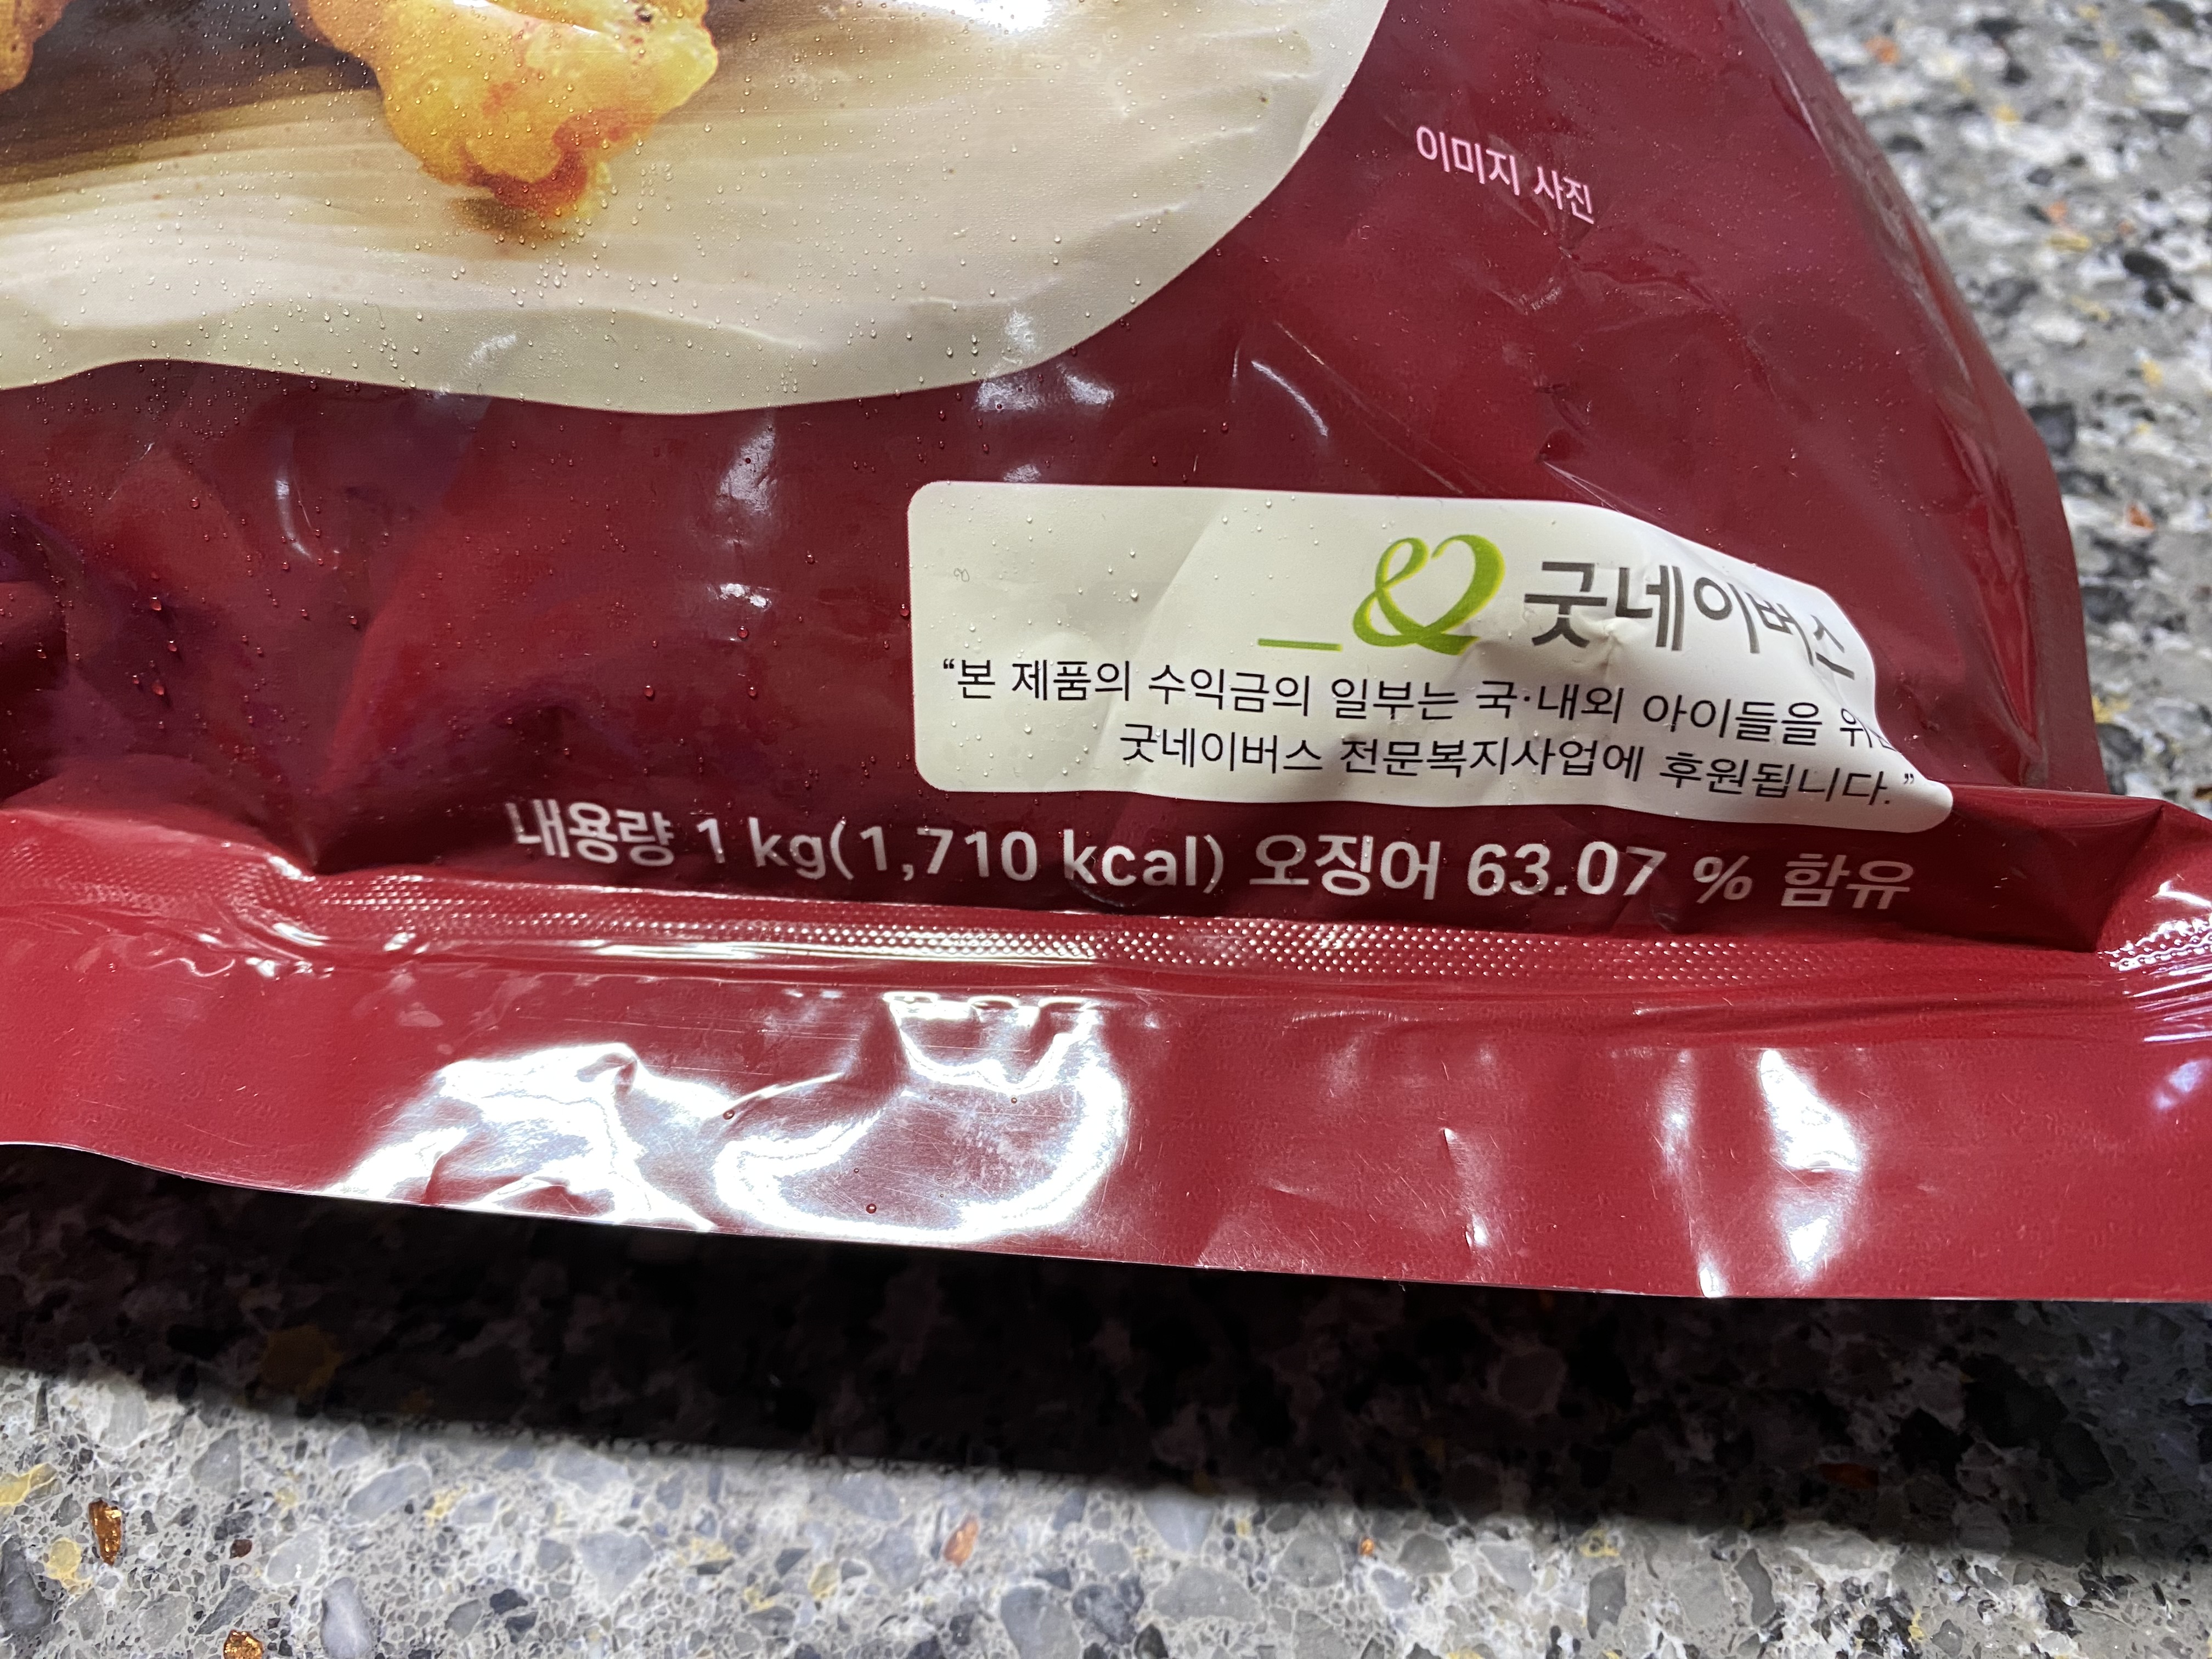 이미지 사진
굿네이버스
“본 제품의 수익금의 일부는 국·내외 아이들을
굿네이버스 전문복지사업에 후원됩니다.”
내용량 1 kg(1,710 kcal) 오징어 63.07 % 함유